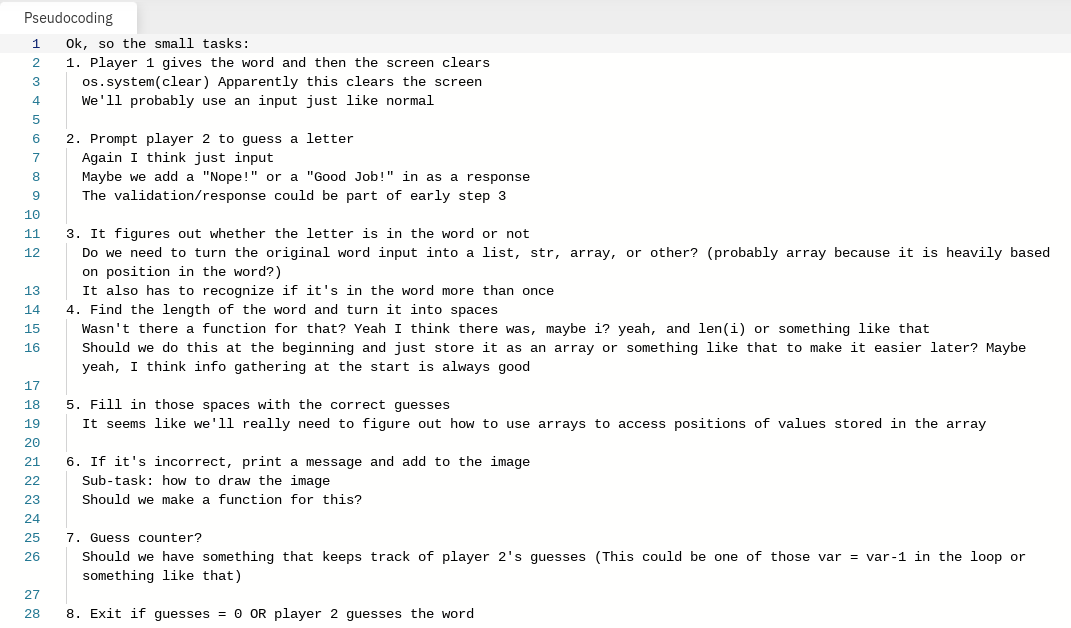 Pseudocoding
1 Ok, so the small tasks:
2 1. Player 1 gives the word and then the screen clears
3 os.system(clear) Apparently this clears the screen
4 We'll probably use an input just like normal
5
6 2. Prompt player 2 to guess a letter
7 Again I think just input
8 Maybe we add a "Nope!" or a "Good Job!" in as a response
9 The validation/response could be part of early step 3
10
11 3. It figures out whether the letter is in the word or not
12 Do we need to turn the original word input into a list, str, array, or other? (probably array because it is heavily based
on position in the word?)
13 It also has to recognize if it's in the word more than once
14 4. Find the length of the word and turn it into spaces
15 Wasn't there a function for that? Yeah I think there was, maybe i? yeah, and len(i) or something like that
16 Should we do this at the beginning and just store it as an array or something like that to make it easier later? Maybe
yeah, I think info gathering at the start is always good
17
18 5. Fill in those spaces with the correct guesses
19 It seems like we'll really need to figure out how to use arrays to access positions of values stored in the array
20
21 6. If it's incorrect, print a message and add to the image
22 Sub-task: how to draw the image
23 Should we make a function for this?
24
25 7. Guess counter?
26 Should we have something that keeps track of player 2's guesses (This could be one of those var = var-1 in the loop or
something like that)
27
28 8. Exit if guesses = 0 OR player 2 guesses the word